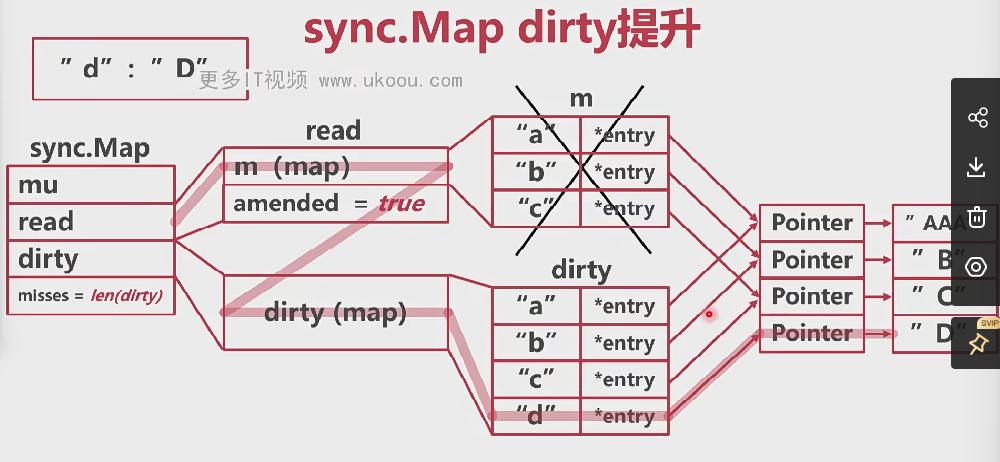 sync.Map dirty提升
” d” : ” D”
更多IT视频 www.ukoou.com
sync.Map
mu
read
dirty
misses = len(dirty)
read
m (map)
amended = true
dirty (map)
m
“a” *entry
“b” *entry
“c” *entry
dirty
“a” *entry
“b” *entry
“c” *entry
“d” *entry
Pointer ” AAA
Pointer ” B
Pointer ” C
Pointer ” D
SVIP